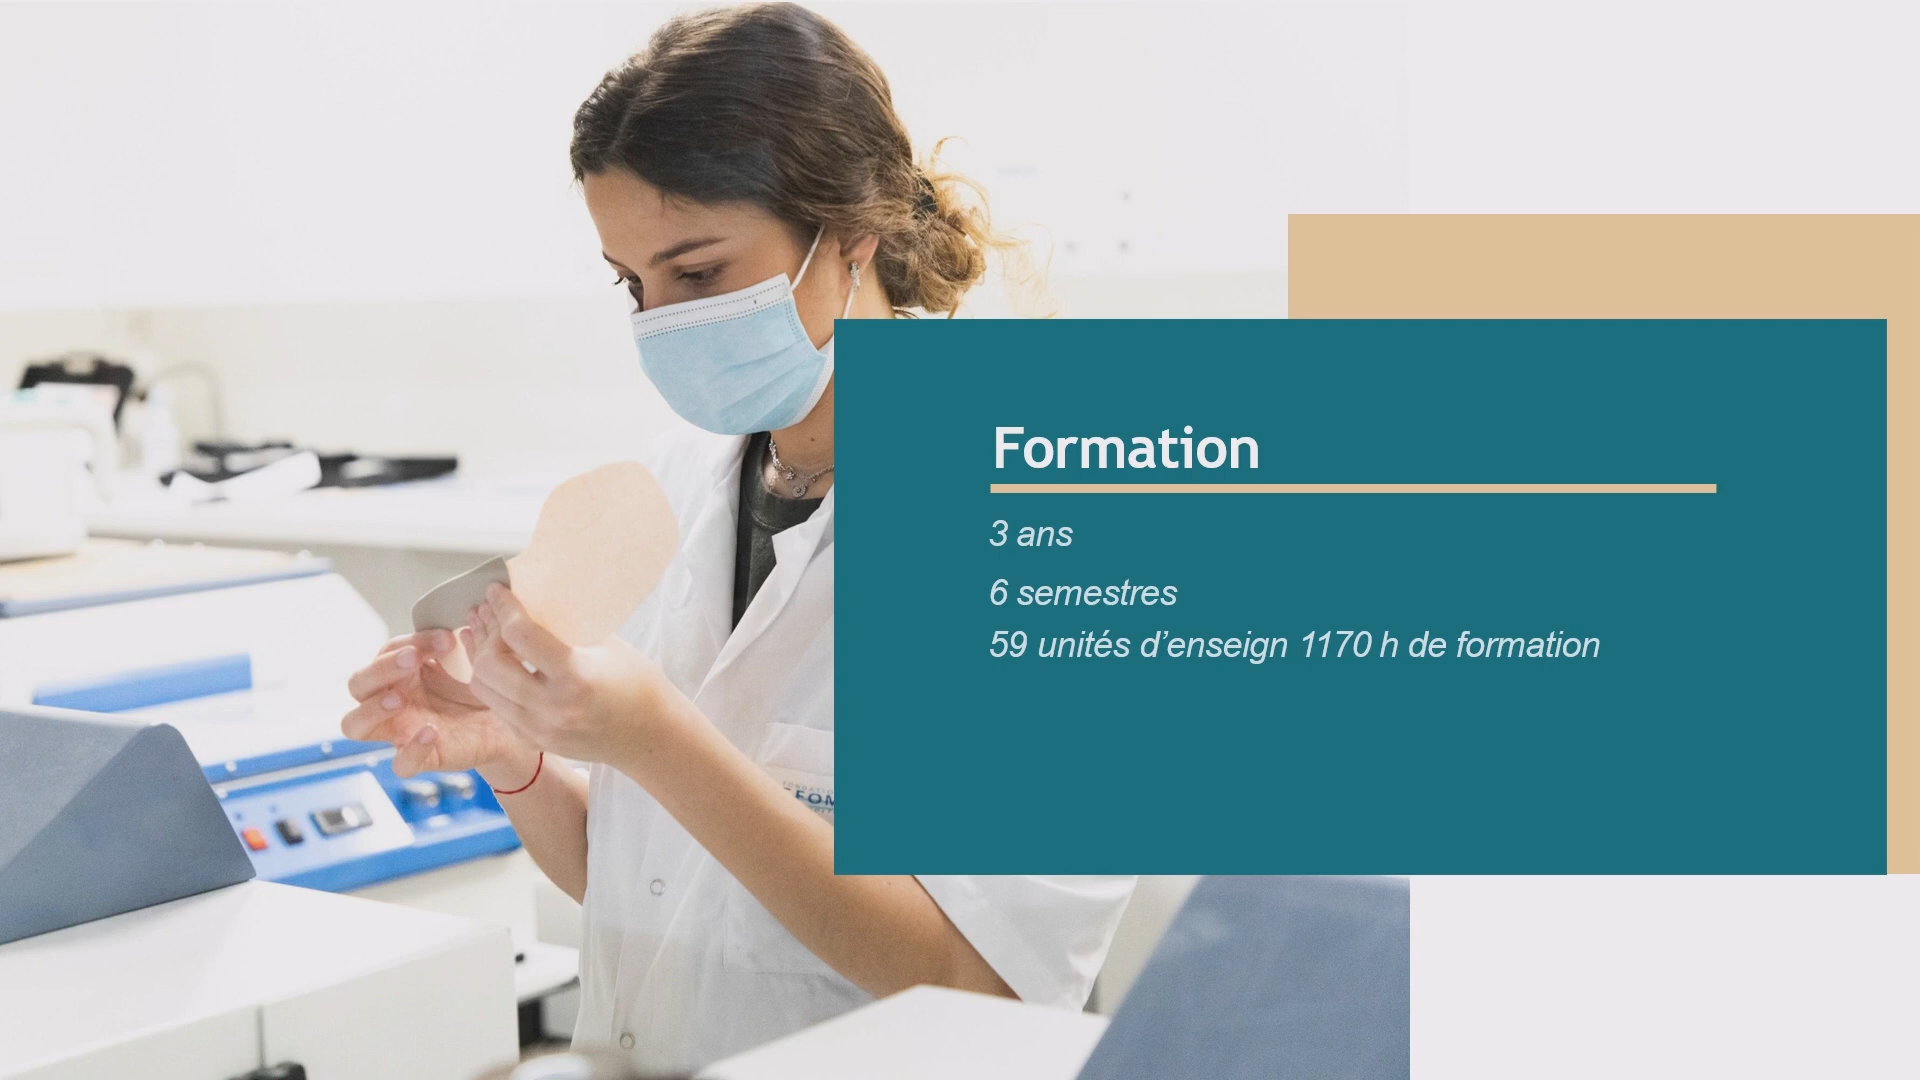 Formation
3 ans
6 semestres
59 unités d’enseign 1170 h de formation